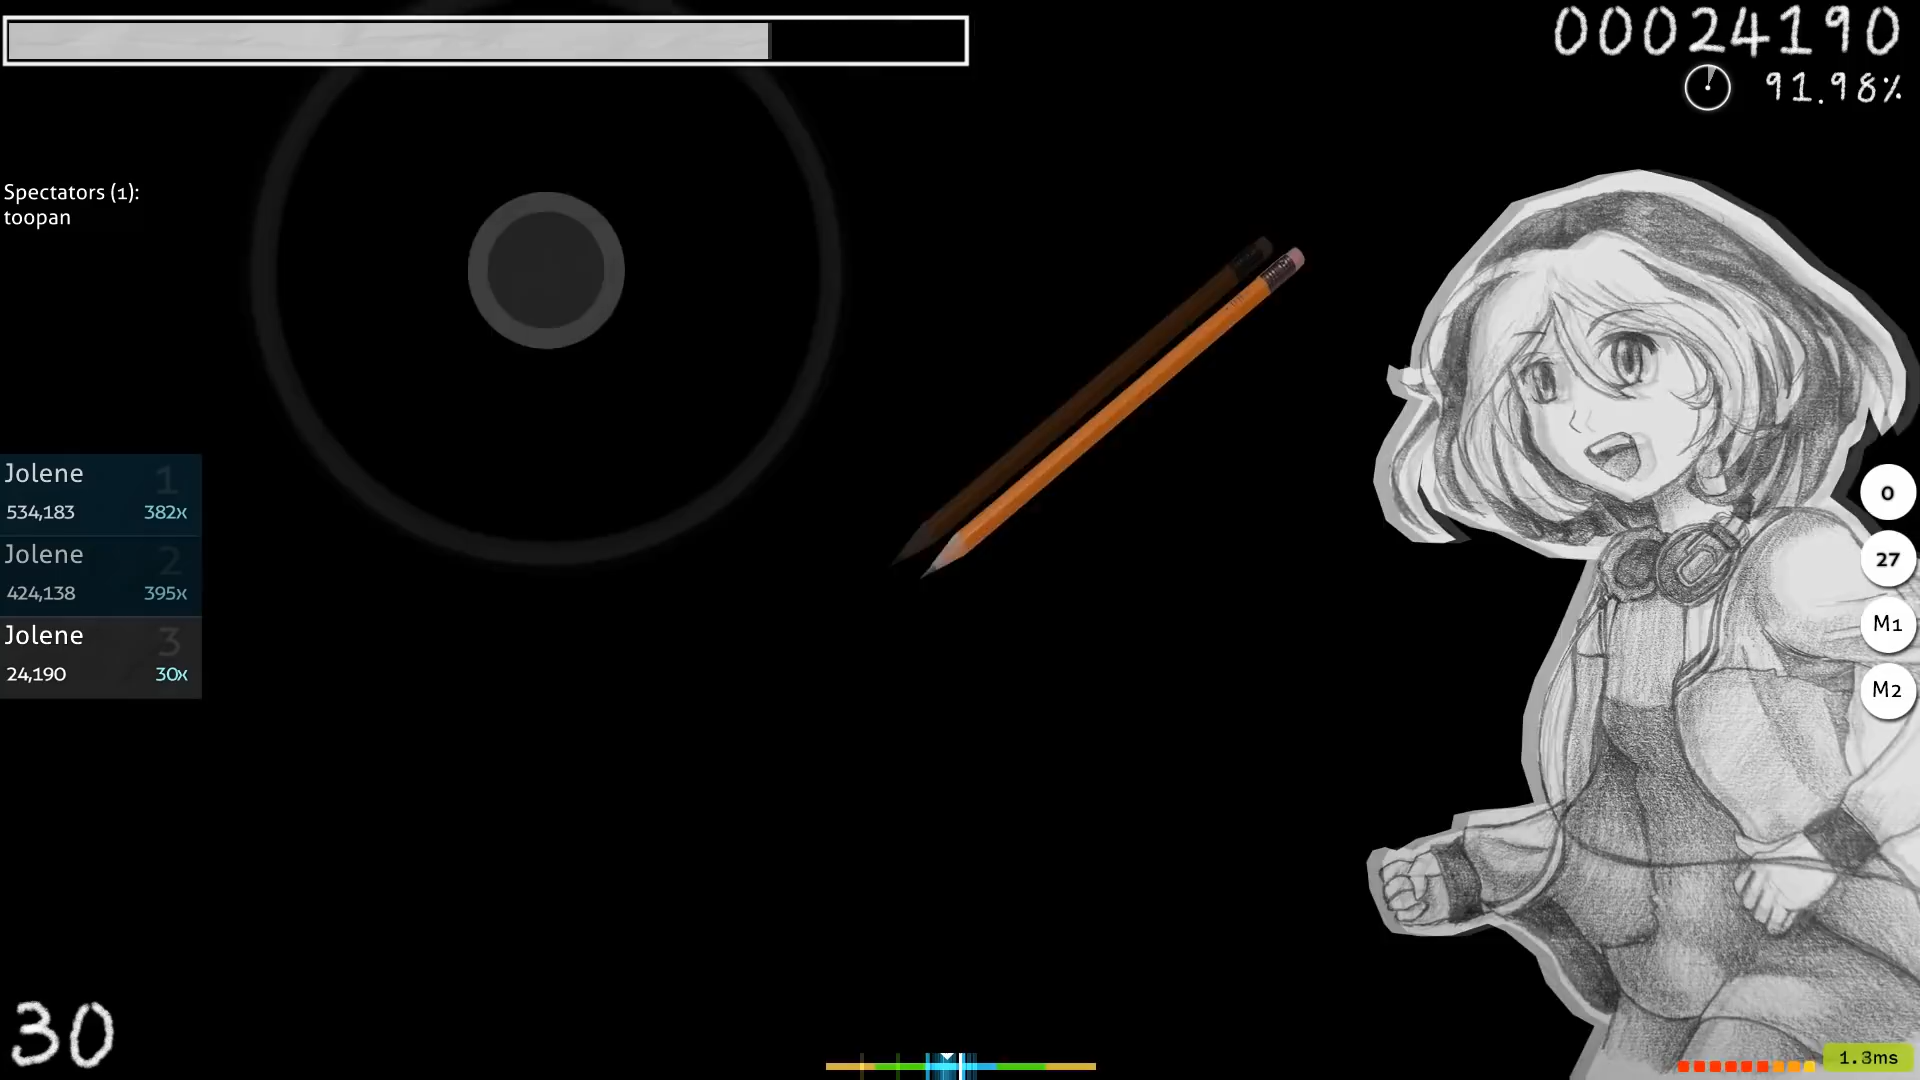 00024190
91.98%
Spectators (1):
toopan
Jolene 1
534,183 382x
Jolene 2
424,138 395x
Jolene 3
24,190 30x
0
27
M1
M2
30
1.3ms